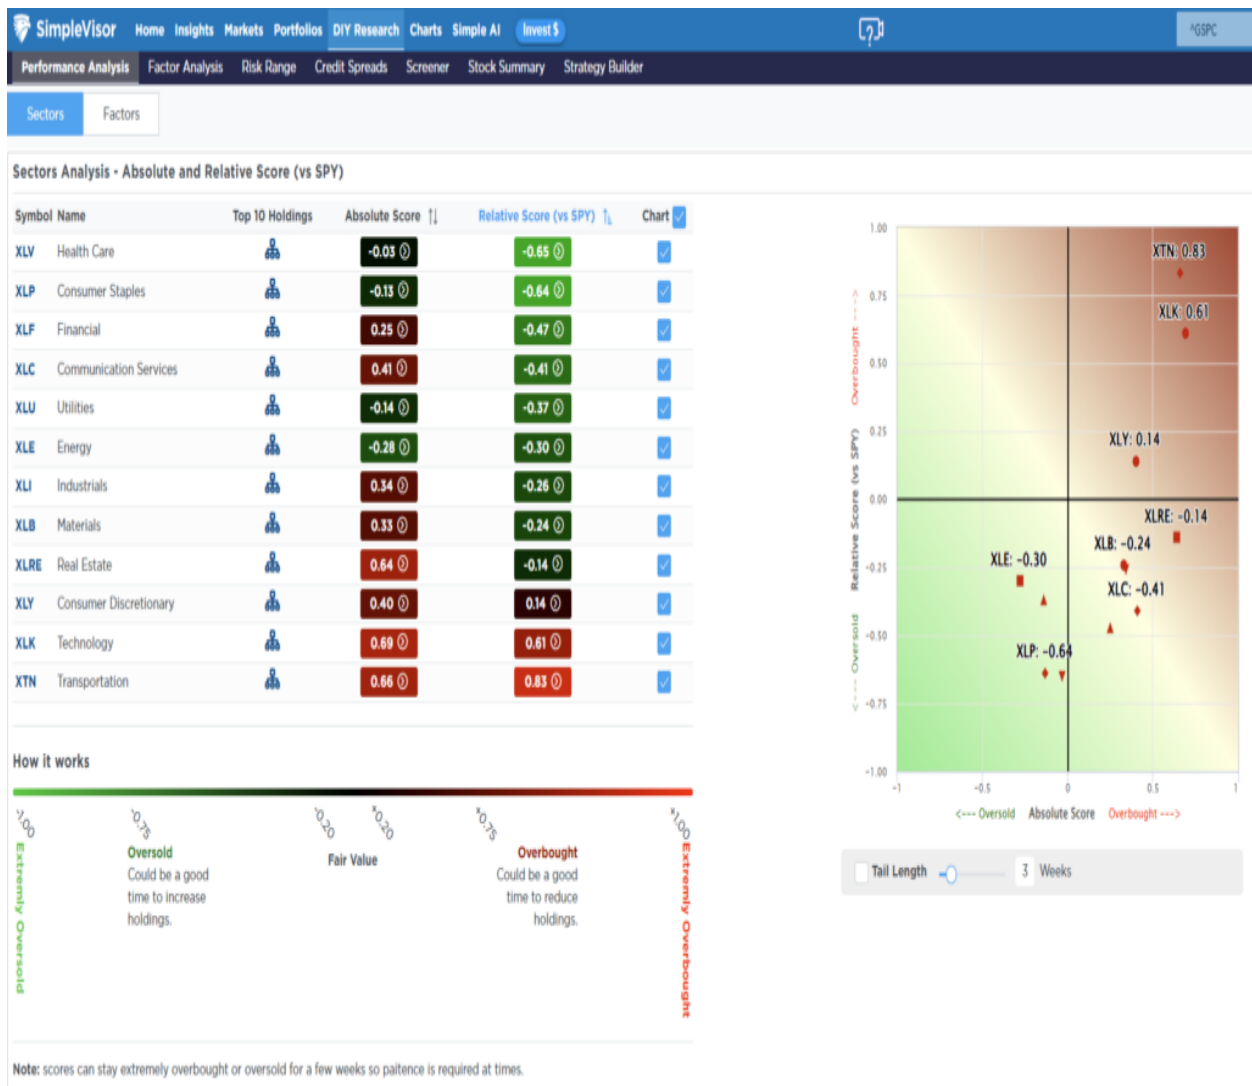 SimpleVisor Home Insights Markets Portfolios DIY Research Charts Simple AI Invest $ ^GSPC
Performance Analysis Factor Analysis Risk Range Credit Spreads Screener Stock Summary Strategy Builder
Sectors Factors
Sectors Analysis - Absolute and Relative Score (vs SPY)
Symbol Name Top 10 Holdings Absolute Score Relative Score (vs SPY) Chart
XLV Health Care -0.03 -0.65
XLP Consumer Staples -0.13 -0.64
XLF Financial 0.25 -0.47
XLC Communication Services 0.41 -0.41
XLU Utilities -0.14 -0.37
XLE Energy -0.28 -0.30
XLI Industrials 0.34 -0.26
XLB Materials 0.33 -0.24
XLRE Real Estate 0.64 -0.14
XLY Consumer Discretionary 0.40 0.14
XLK Technology 0.69 0.61
XTN Transportation 0.66 0.83
How it works
-1.00 -0.75 -0.20 +0.20 +0.75 +1.00
Extremly Oversold
Oversold
Could be a good
time to increase
holdings.
Fair Value
Overbought
Could be a good
time to reduce
holdings.
Extremly Overbought
Note: scores can stay extremely overbought or oversold for a few weeks so paitence is required at times.
<--- Oversold Relative Score (vs SPY) Overbought --->
1.00
0.75
0.50
0.25
0.00
-0.25
-0.50
-0.75
-1.00
XTN: 0.83
XLK: 0.61
XLY: 0.14
XLRE: -0.14
XLB: -0.24
XLE: -0.30
XLC: -0.41
XLP: -0.64
-1 -0.5 0 0.5 1
<--- Oversold Absolute Score Overbought --->
Tail Length 3 Weeks